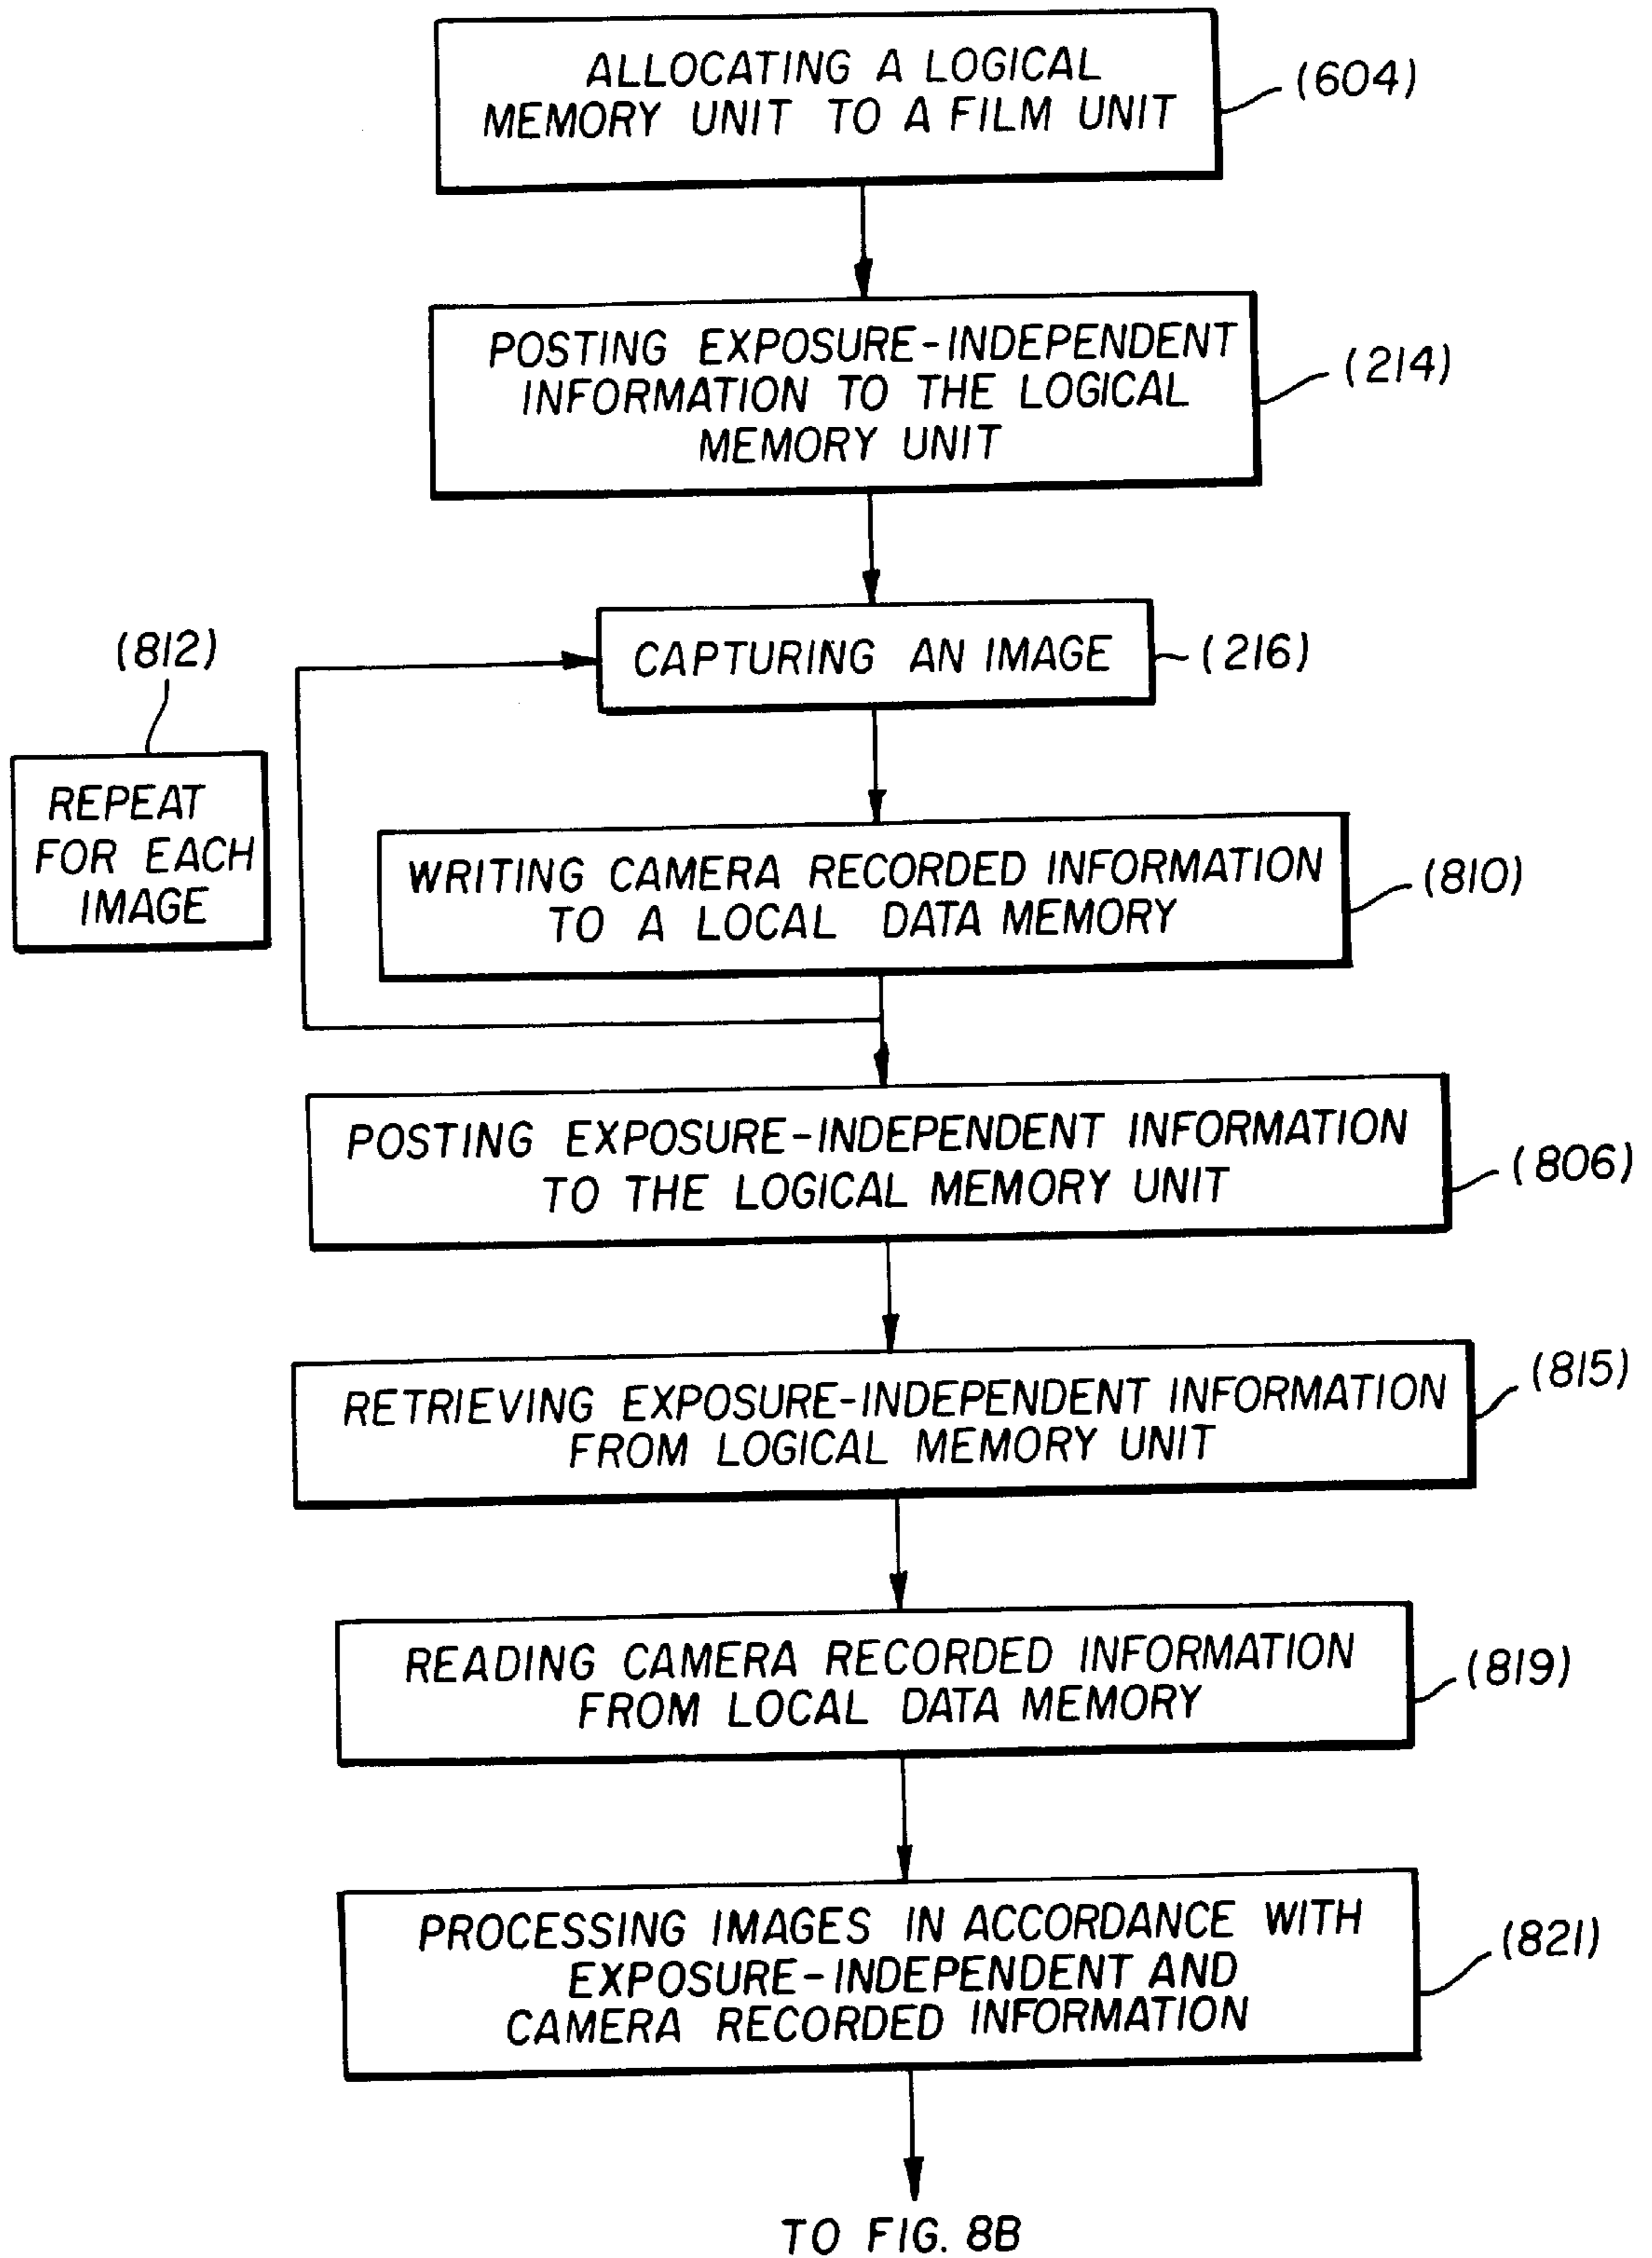 ALLOCATING A LOGICAL
MEMORY UNIT TO A FILM UNIT
(604)
POSTING EXPOSURE-INDEPENDENT
INFORMATION TO THE LOGICAL
MEMORY UNIT
(214)
CAPTURING AN IMAGE
(216)
(812)
REPEAT
FOR EACH
IMAGE
WRITING CAMERA RECORDED INFORMATION
TO A LOCAL DATA MEMORY
(810)
POSTING EXPOSURE-INDEPENDENT INFORMATION
TO THE LOGICAL MEMORY UNIT
(806)
RETRIEVING EXPOSURE-INDEPENDENT INFORMATION
FROM LOGICAL MEMORY UNIT
(815)
READING CAMERA RECORDED INFORMATION
FROM LOCAL DATA MEMORY
(819)
PROCESSING IMAGES IN ACCORDANCE WITH
EXPOSURE-INDEPENDENT AND
CAMERA RECORDED INFORMATION
(821)
TO FIG. 8B